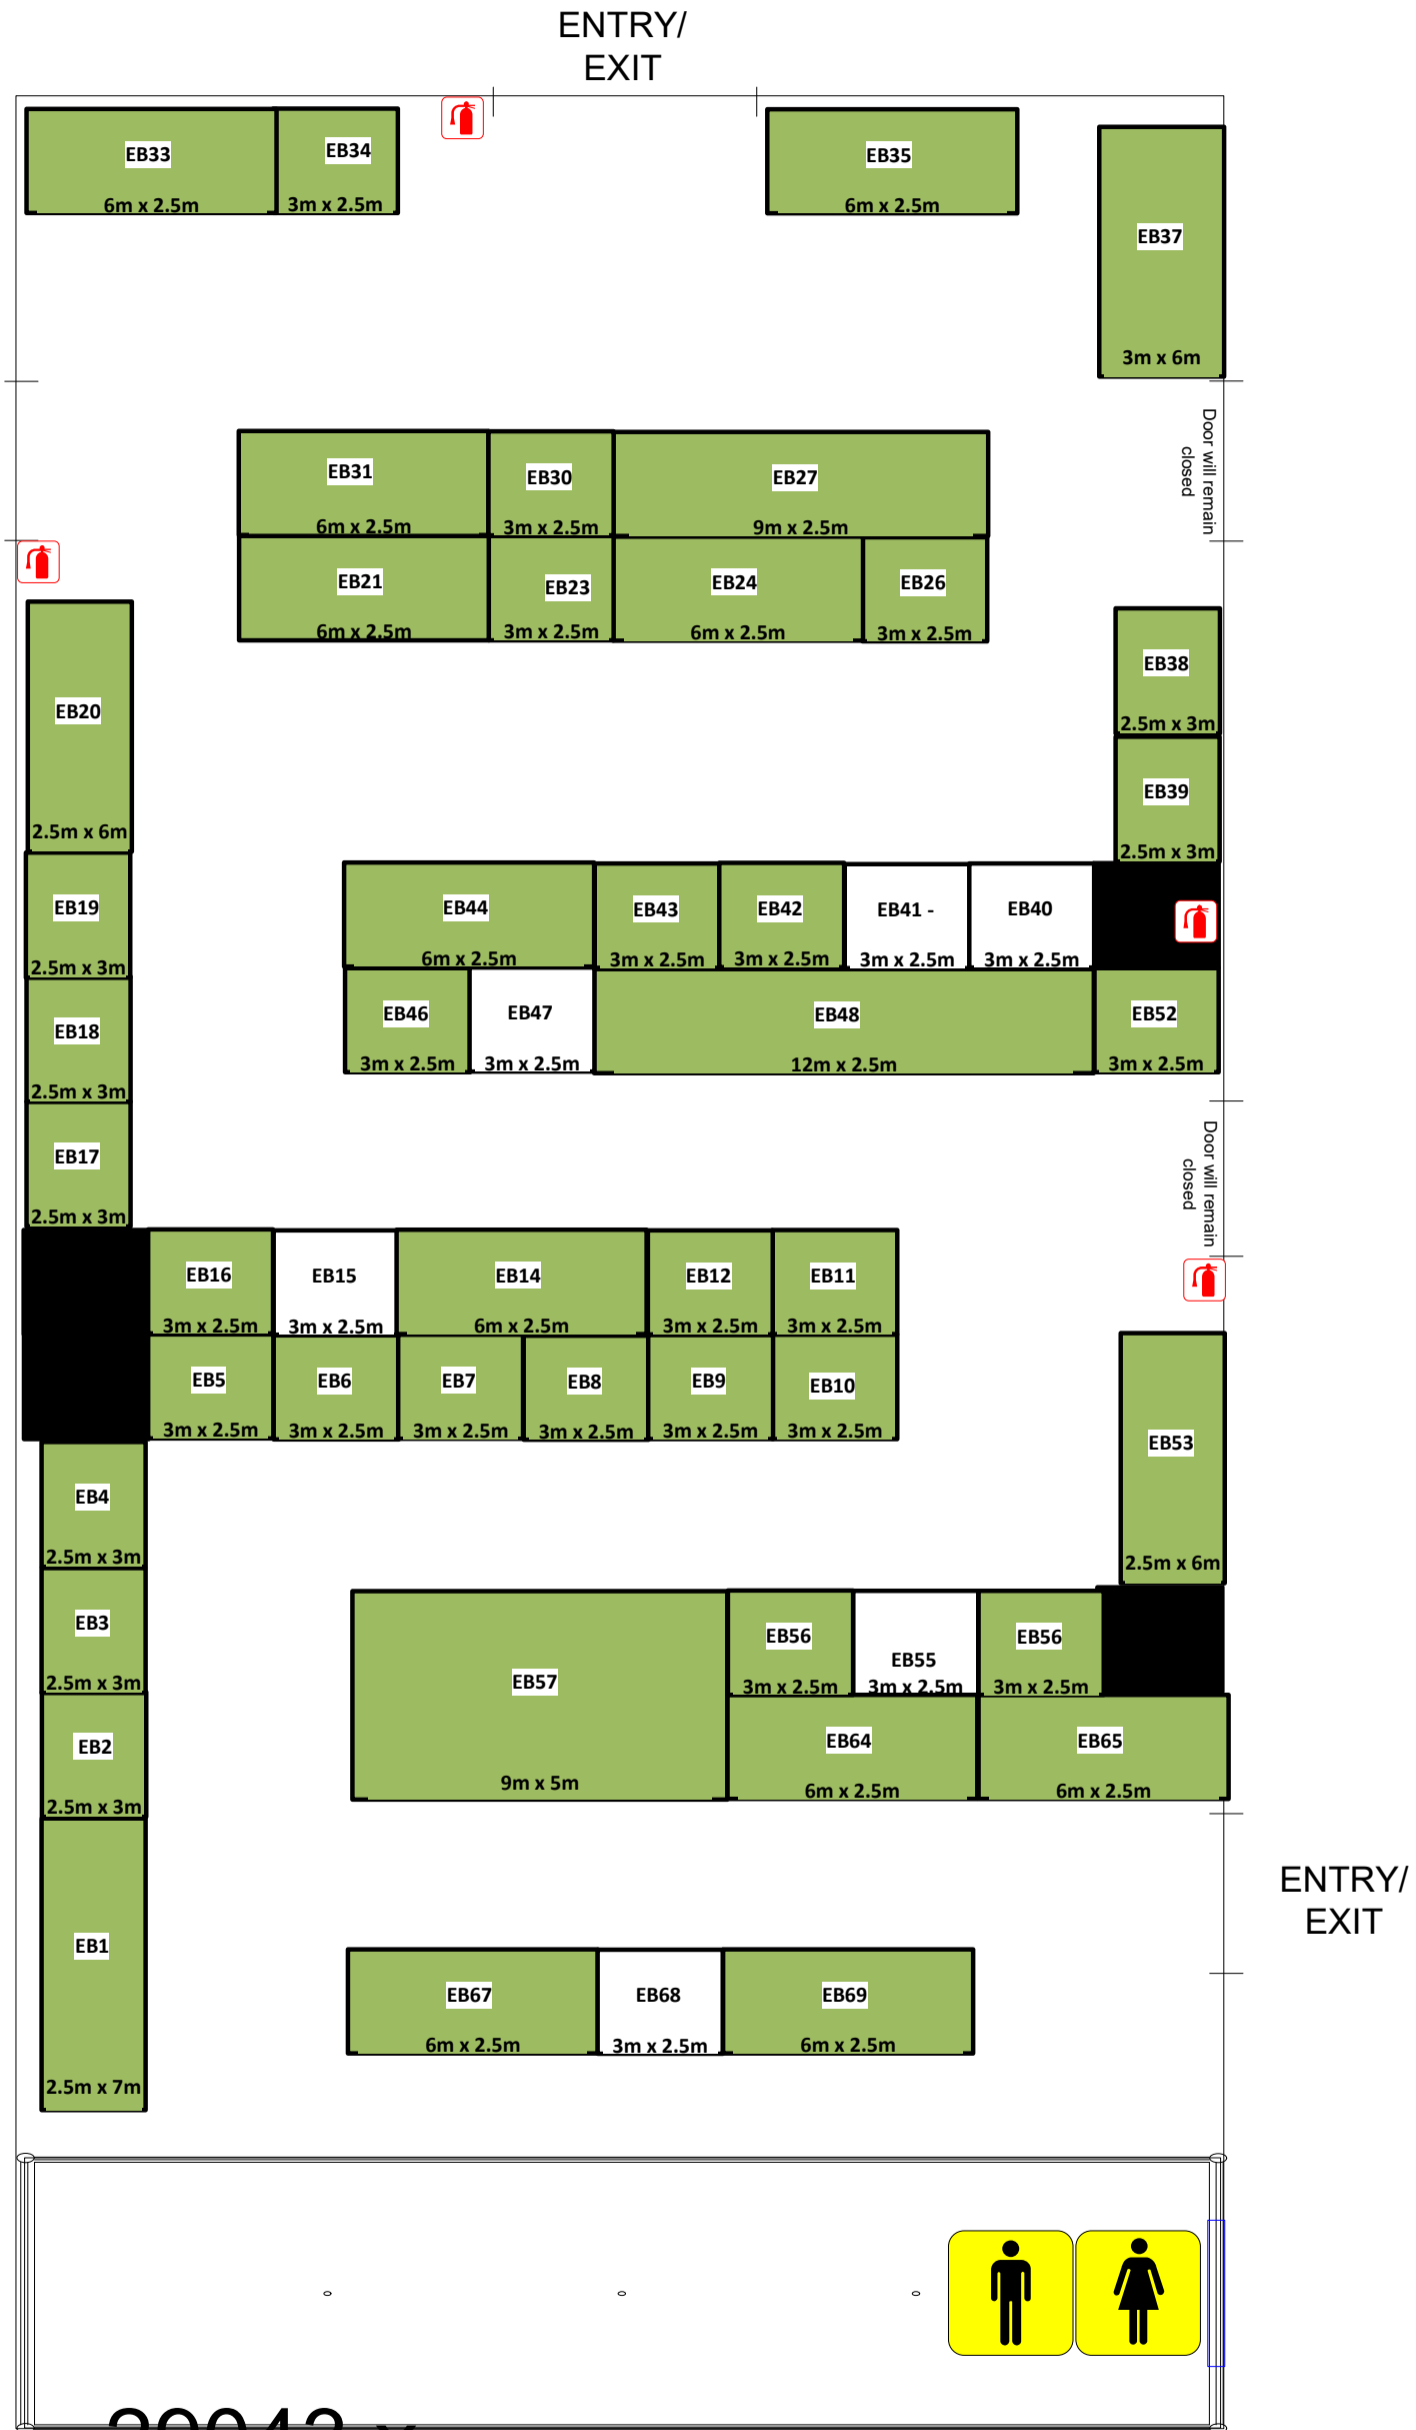 ENTRY/
EXIT
EB33
6m x 2.5m
EB34
3m x 2.5m
EB35
6m x 2.5m
EB37
3m x 6m
Door will remain
closed
EB31
6m x 2.5m
EB30
3m x 2.5m
EB27
9m x 2.5m
EB21
6m x 2.5m
EB23
3m x 2.5m
EB24
6m x 2.5m
EB26
3m x 2.5m
EB20
2.5m x 6m
EB38
2.5m x 3m
EB39
2.5m x 3m
EB19
2.5m x 3m
EB18
2.5m x 3m
EB17
2.5m x 3m
EB44
6m x 2.5m
EB43
3m x 2.5m
EB42
3m x 2.5m
EB41 -
3m x 2.5m
EB40
3m x 2.5m
EB46
3m x 2.5m
EB47
3m x 2.5m
EB48
12m x 2.5m
EB52
3m x 2.5m
Door will remain
closed
EB16
3m x 2.5m
EB15
3m x 2.5m
EB14
6m x 2.5m
EB12
3m x 2.5m
EB11
3m x 2.5m
EB5
3m x 2.5m
EB6
3m x 2.5m
EB7
3m x 2.5m
EB8
3m x 2.5m
EB9
3m x 2.5m
EB10
3m x 2.5m
EB53
2.5m x 6m
EB4
2.5m x 3m
EB3
2.5m x 3m
EB2
2.5m x 3m
EB1
2.5m x 7m
EB57
9m x 5m
EB56
3m x 2.5m
EB55
3m x 2.5m
EB56
3m x 2.5m
EB64
6m x 2.5m
EB65
6m x 2.5m
ENTRY/
EXIT
EB67
6m x 2.5m
EB68
3m x 2.5m
EB69
6m x 2.5m